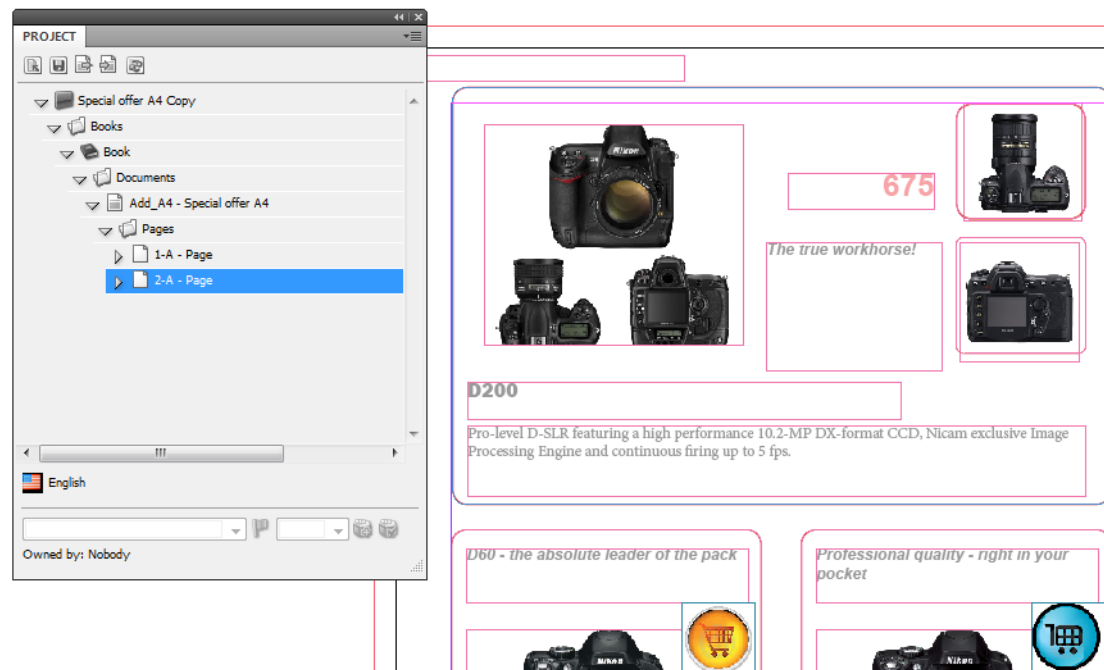 PROJECT
Special offer A4 Copy
Books
Book
Documents
Add_A4 - Special offer A4
Pages
1-A - Page
2-A - Page
English
Owned by: Nobody
Nikon
675
The true workhorse!
D200
Pro-level D-SLR featuring a high performance 10.2-MP DX-format CCD, Nicam exclusive Image
Processing Engine and continuous firing up to 5 fps.
D60 - the absolute leader of the pack
Professional quality - right in your
pocket
Nikon
Nikon